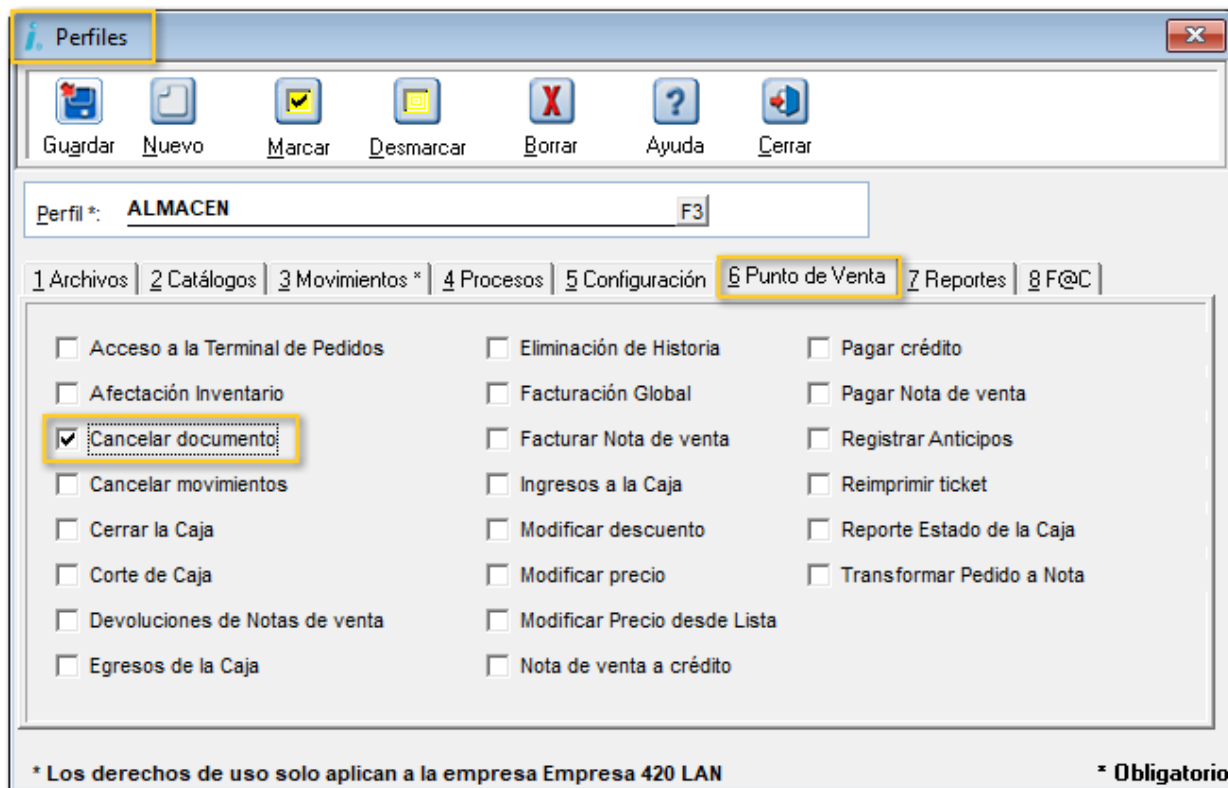 Perfiles
Guardar Nuevo Marcar Desmarcar Borrar Ayuda Cerrar
Perfil *: ALMACEN F3
1 Archivos 2 Catálogos 3 Movimientos * 4 Procesos 5 Configuración 6 Punto de Venta 7 Reportes 8 F@C
Acceso a la Terminal de Pedidos Eliminación de Historia Pagar crédito
Afectación Inventario Facturación Global Pagar Nota de venta
Cancelar documento Facturar Nota de venta Registrar Anticipos
Cancelar movimientos Ingresos a la Caja Reimprimir ticket
Cerrar la Caja Modificar descuento Reporte Estado de la Caja
Corte de Caja Modificar precio Transformar Pedido a Nota
Devoluciones de Notas de venta Modificar Precio desde Lista
Egresos de la Caja Nota de venta a crédito
* Los derechos de uso solo aplican a la empresa Empresa 420 LAN * Obligatorio